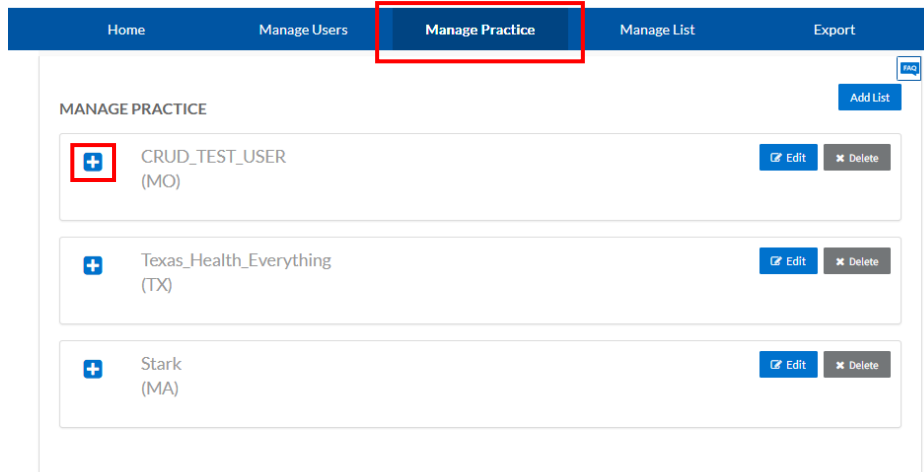 Home Manage Users Manage Practice Manage List Export
FAQ
Add List
MANAGE PRACTICE
CRUD_TEST_USER
(MO)
Edit Delete
Texas_Health_Everything
(TX)
Edit Delete
Stark
(MA)
Edit Delete